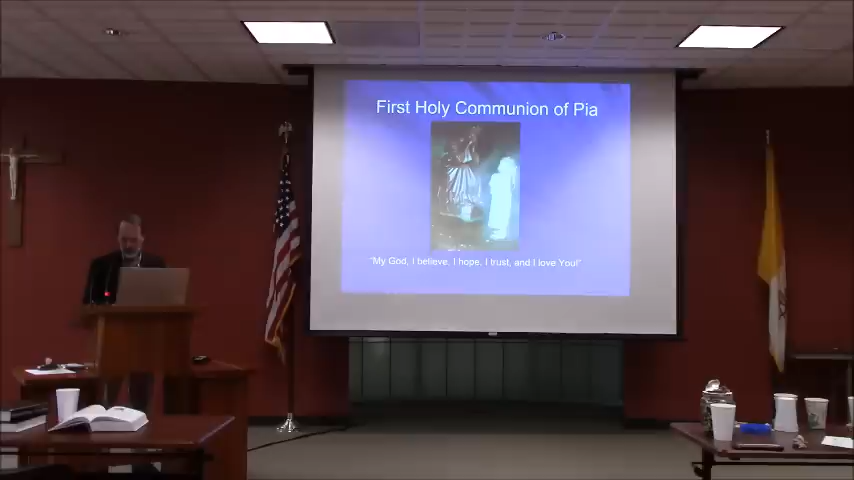 First Holy Communion of Pia
"My God, I believe, I hope, I trust, and I love You!"